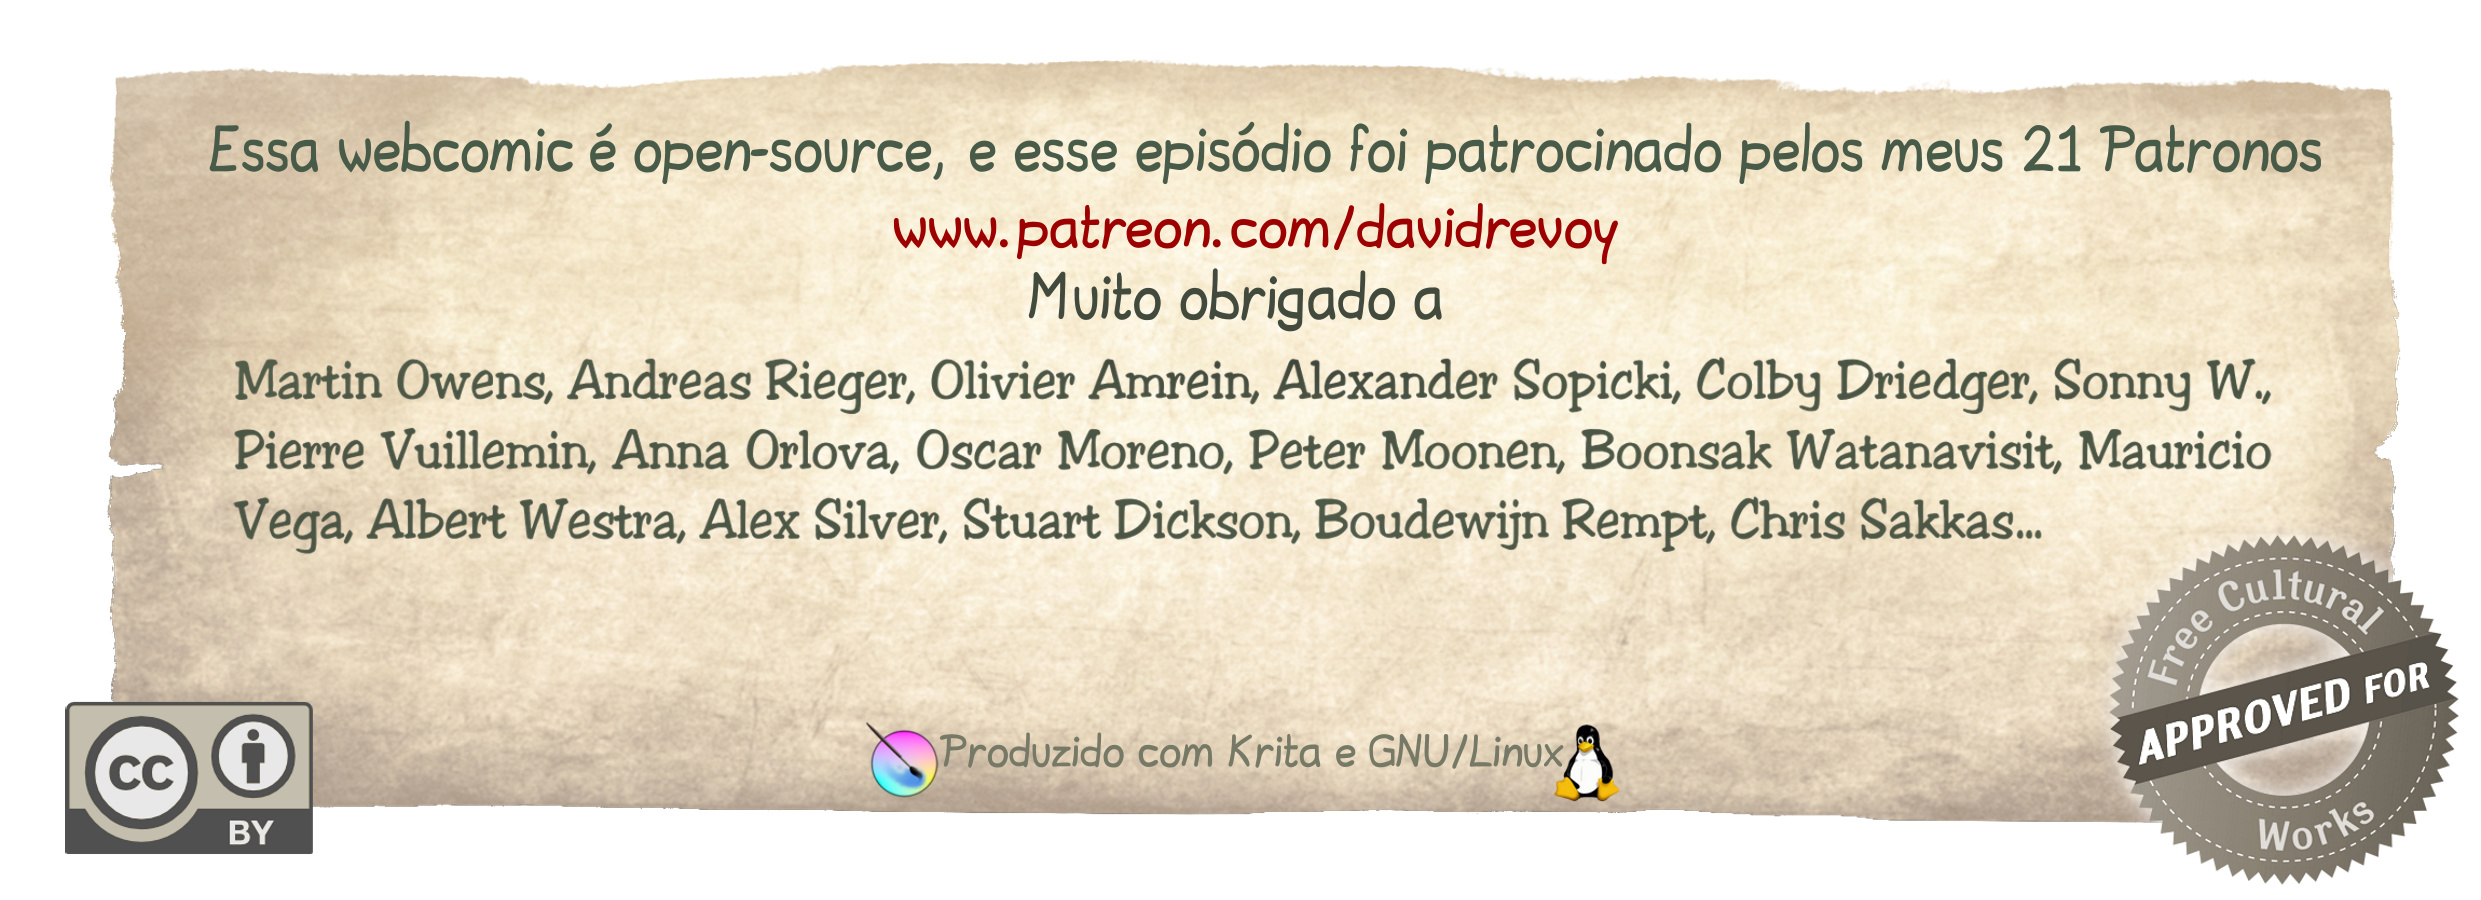 Essa webcomic é open-source, e esse episódio foi patrocinado pelos meus 21 Patronos
www.patreon.com/davidrevoy
Muito obrigado a
Martin Owens, Andreas Rieger, Olivier Amrein, Alexander Sopicki, Colby Driedger, Sonny W.,
Pierre Vuillemin, Anna Orlova, Oscar Moreno, Peter Moonen, Boonsak Watanavisit, Mauricio
Vega, Albert Westra, Alex Silver, Stuart Dickson, Boudewijn Rempt, Chris Sakkas...
Free Cultural
APPROVED FOR
Works
Produzido com Krita e GNU/Linux
cc
BY